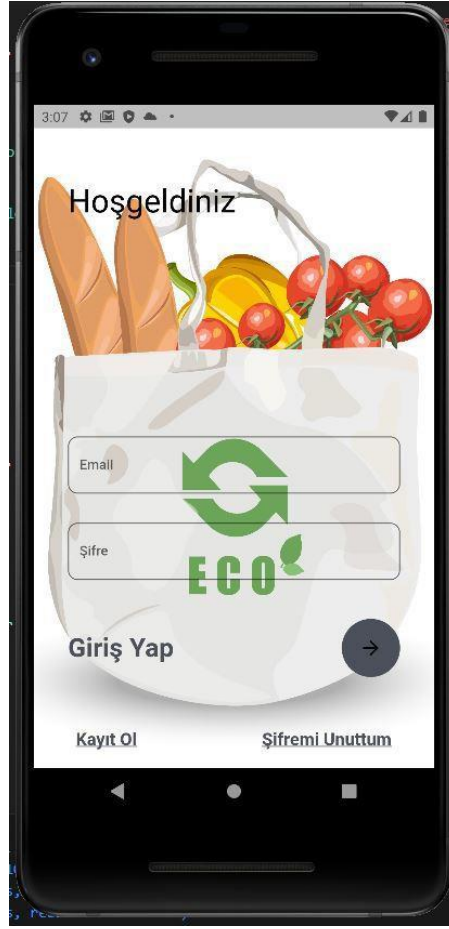 3:07
Hoşgeldiniz
Email
Şifre
ECO
Giriş Yap
Kayıt Ol
Şifremi Unuttum